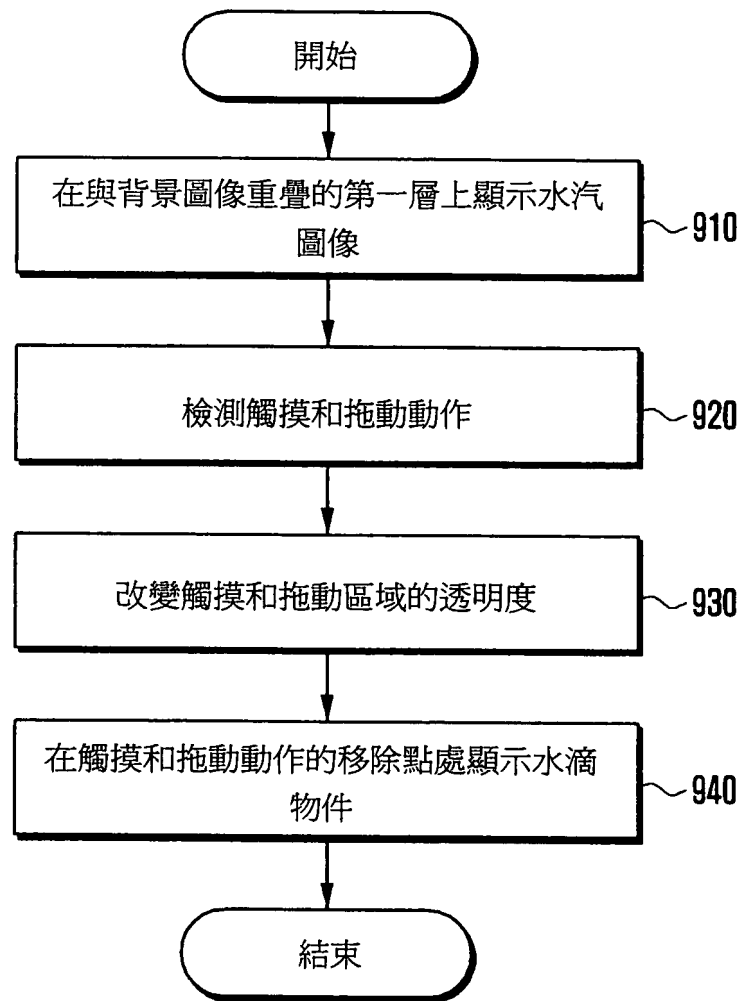 開始
在與背景圖像重疊的第一層上顯示水汽
圖像
910
檢測觸摸和拖動動作
920
改變觸摸和拖動區域的透明度
930
在觸摸和拖動動作的移除點處顯示水滴
物件
940
結束